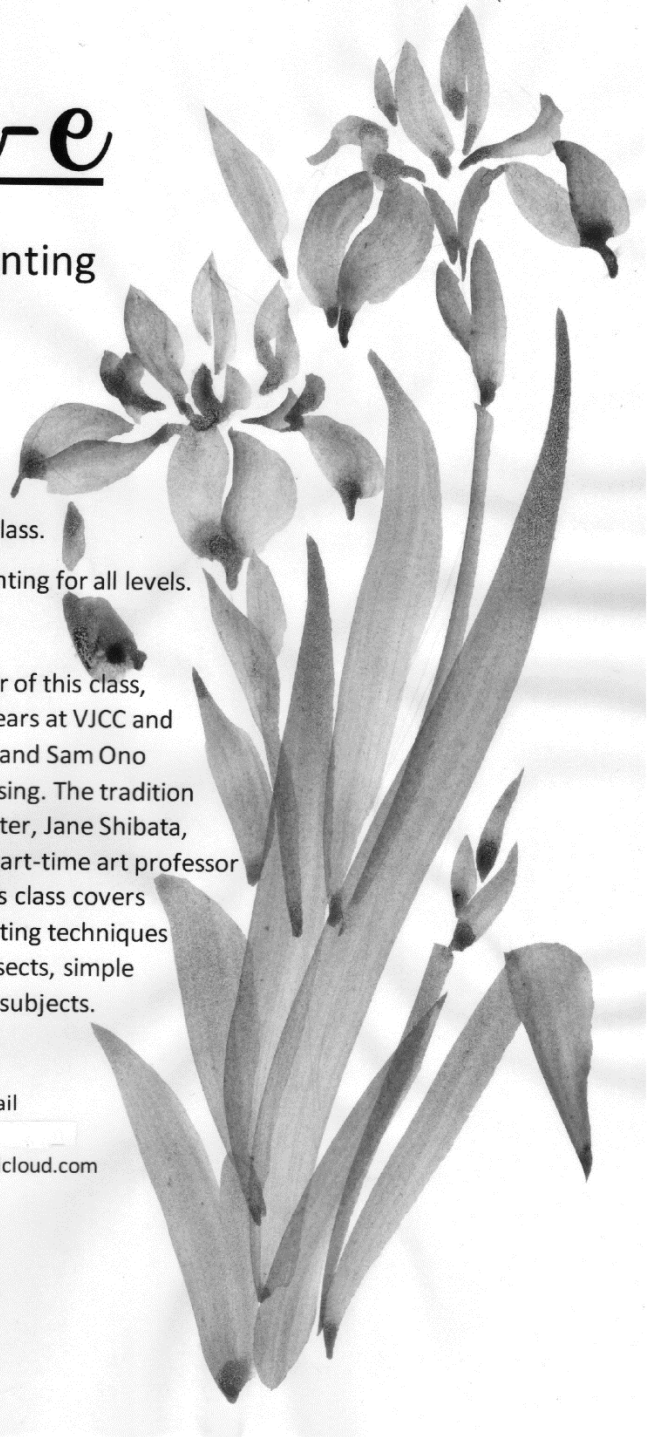 -e
nting
lass.
nting for all levels.
r of this class,
ears at VJCC and
and Sam Ono
sing. The tradition
ter, Jane Shibata,
art-time art professor
s class covers
ting techniques
sects, simple
subjects.
ail
cloud.com